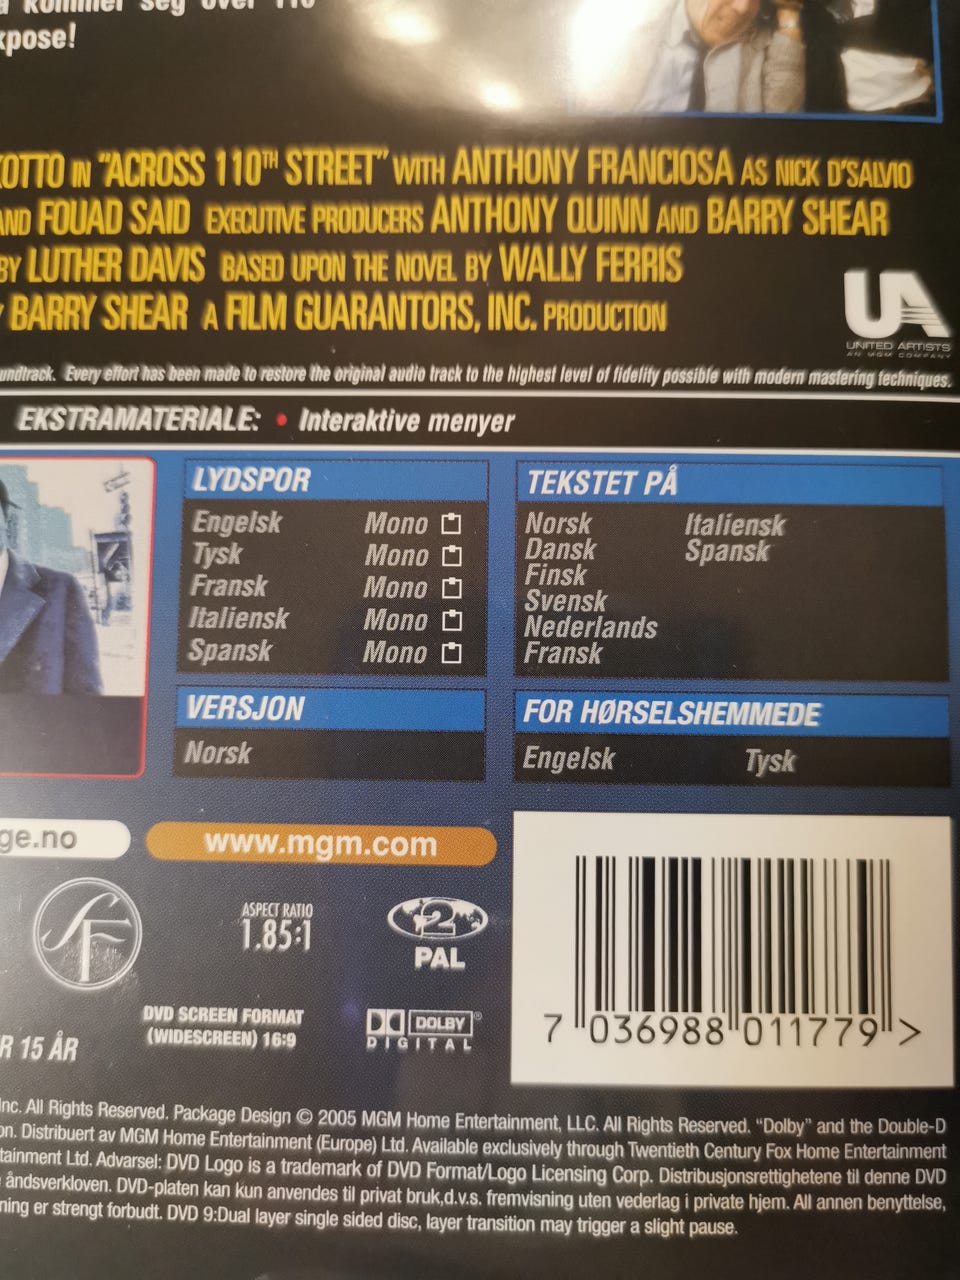 kommer seg over 110
xpose!
KOTTO IN "ACROSS 110TH STREET" WITH ANTHONY FRANCIOSA AS NICK D'SALVIO
AND FOUAD SAID EXECUTIVE PRODUCERS ANTHONY QUINN AND BARRY SHEAR
BY LUTHER DAVIS BASED UPON THE NOVEL BY WALLY FERRIS
BARRY SHEAR A FILM GUARANTORS, INC. PRODUCTION
UA
UNITED ARTISTS
AN MGM COMPANY
undtrack. Every effort has been made to restore the original audio track to the highest level of fidelity possible with modern mastering techniques.
EKSTRAMATERIALE: • Interaktive menyer
LYDSPOR
Engelsk Mono
Tysk Mono
Fransk Mono
Italiensk Mono
Spansk Mono
TEKSTET PÅ
Norsk Italiensk
Dansk Spansk
Finsk
Svensk
Nederlands
Fransk
VERSJON
Norsk
FOR HØRSELSHEMMEDE
Engelsk Tysk
ge.no
www.mgm.com
SF
ASPECT RATIO
1.85:1
2
PAL
DVD SCREEN FORMAT
(WIDESCREEN) 16:9
DOLBY®
DIGITAL
R 15 ÅR
7 036988 011779 >
Inc. All Rights Reserved. Package Design © 2005 MGM Home Entertainment, LLC. All Rights Reserved. "Dolby" and the Double-D
on. Distribuert av MGM Home Entertainment (Europe) Ltd. Available exclusively through Twentieth Century Fox Home Entertainment
tainment Ltd. Advarsel: DVD Logo is a trademark of DVD Format/Logo Licensing Corp. Distribusjonsrettighetene til denne DVD
åndsverkloven. DVD-platen kan kun anvendes til privat bruk,d.v.s. fremvisning uten vederlag i private hjem. All annen benyttelse,
ning er strengt forbudt. DVD 9:Dual layer single sided disc, layer transition may trigger a slight pause.